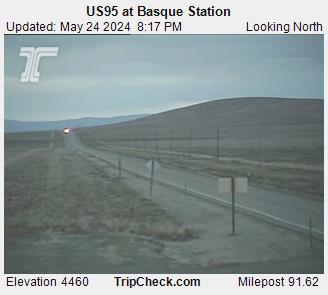 US95 at Basque Station
Updated: May 24 2024 8:17 PM Looking North
Elevation 4460 TripCheck.com Milepost 91.62